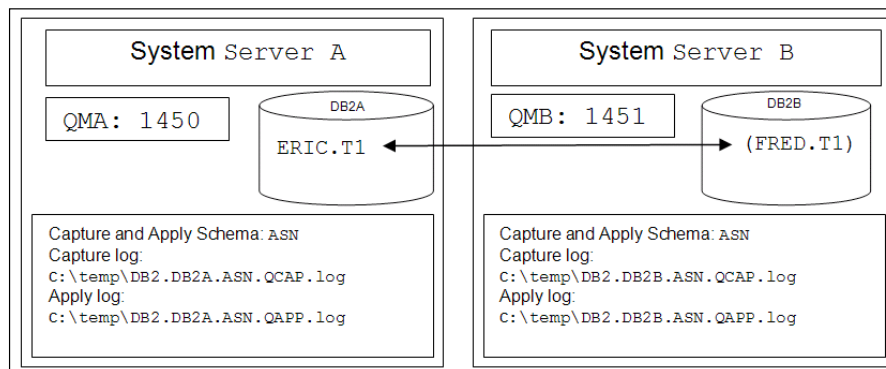 System Server A
QMA: 1450
DB2A
ERIC.T1
Capture and Apply Schema: ASN
Capture log:
C:\temp\DB2.DB2A.ASN.QCAP.log
Apply log:
C:\temp\DB2.DB2A.ASN.QAPP.log
System Server B
QMB: 1451
DB2B
(FRED.T1)
Capture and Apply Schema: ASN
Capture log:
C:\temp\DB2.DB2B.ASN.QCAP.log
Apply log:
C:\temp\DB2.DB2B.ASN.QAPP.log